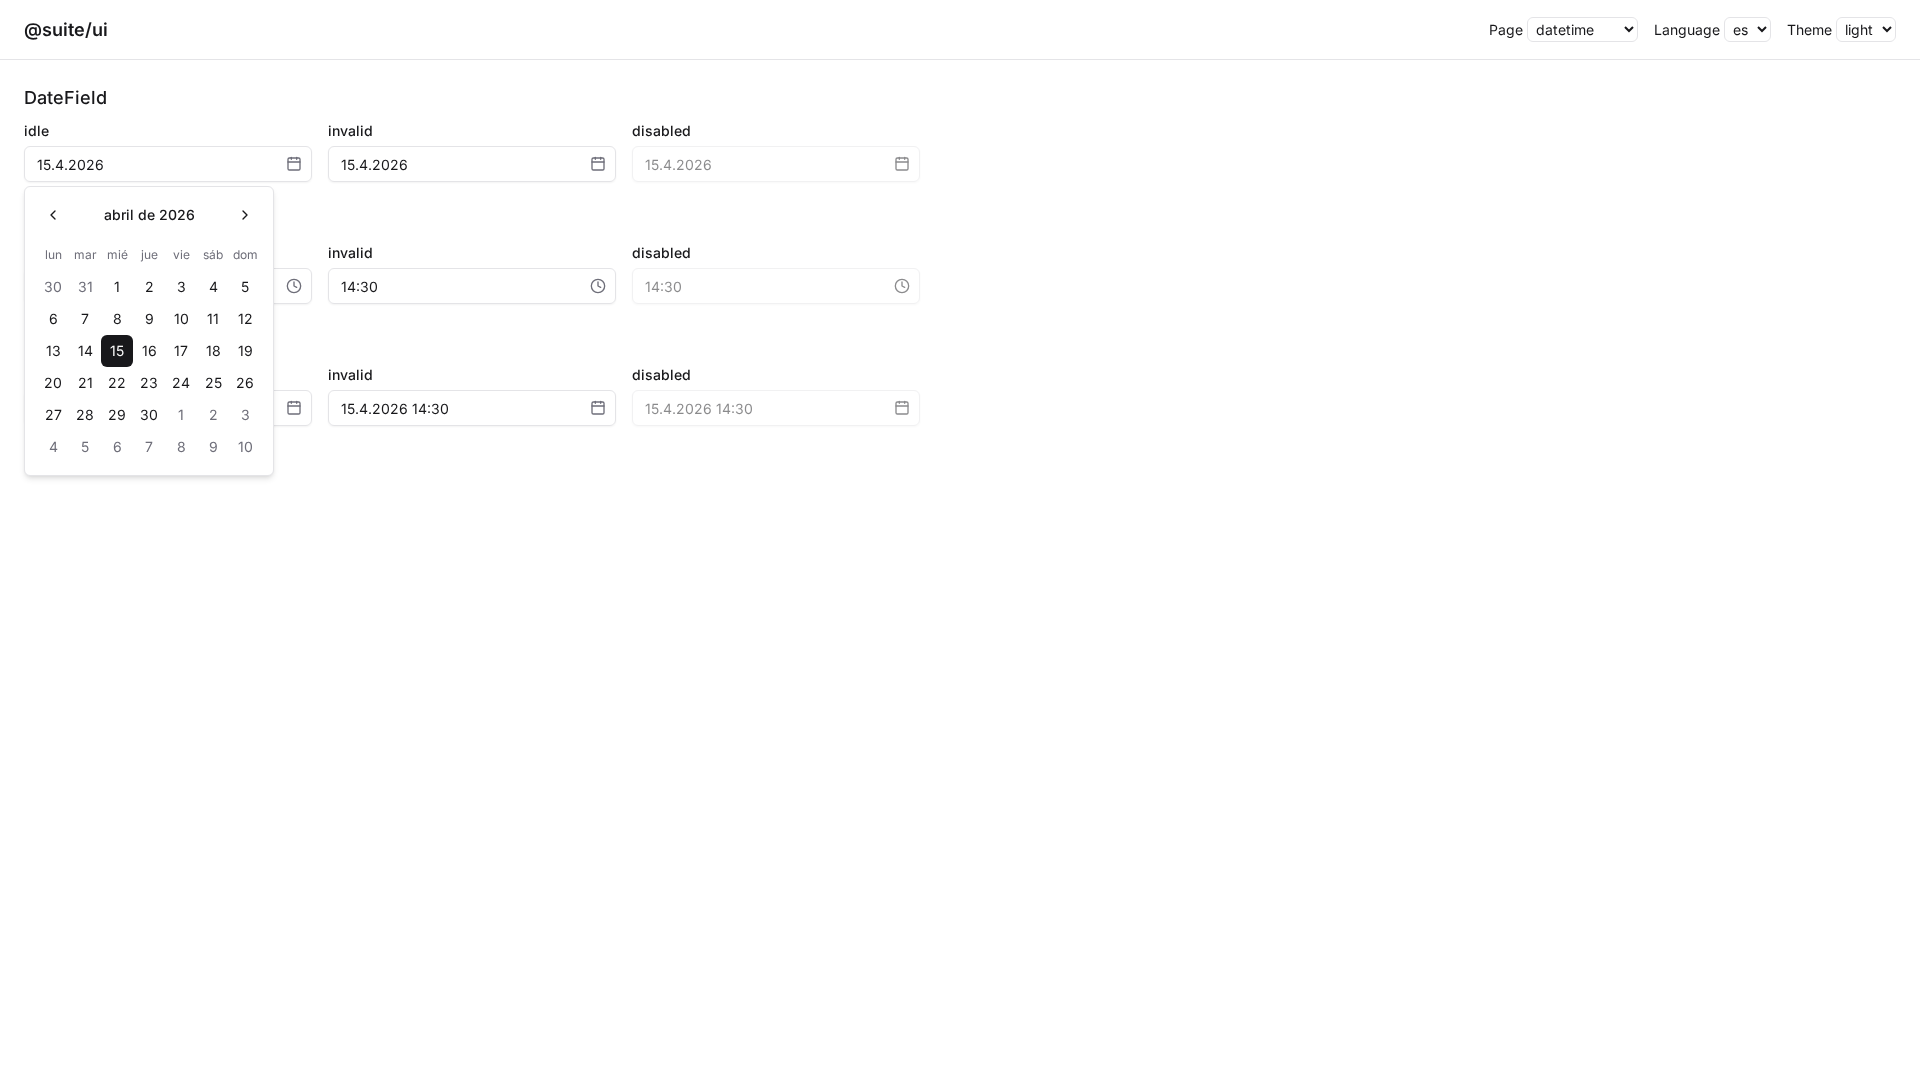 @suite/ui
Page datetime Language es Theme light
DateField
idle invalid disabled
15.4.2026 15.4.2026 15.4.2026
abril de 2026
lun mar mié jue vie sáb dom
30 31 1 2 3 4 5
6 7 8 9 10 11 12
13 14 15 16 17 18 19
20 21 22 23 24 25 26
27 28 29 30 1 2 3
4 5 6 7 8 9 10
invalid disabled
14:30 14:30
invalid disabled
15.4.2026 14:30 15.4.2026 14:30